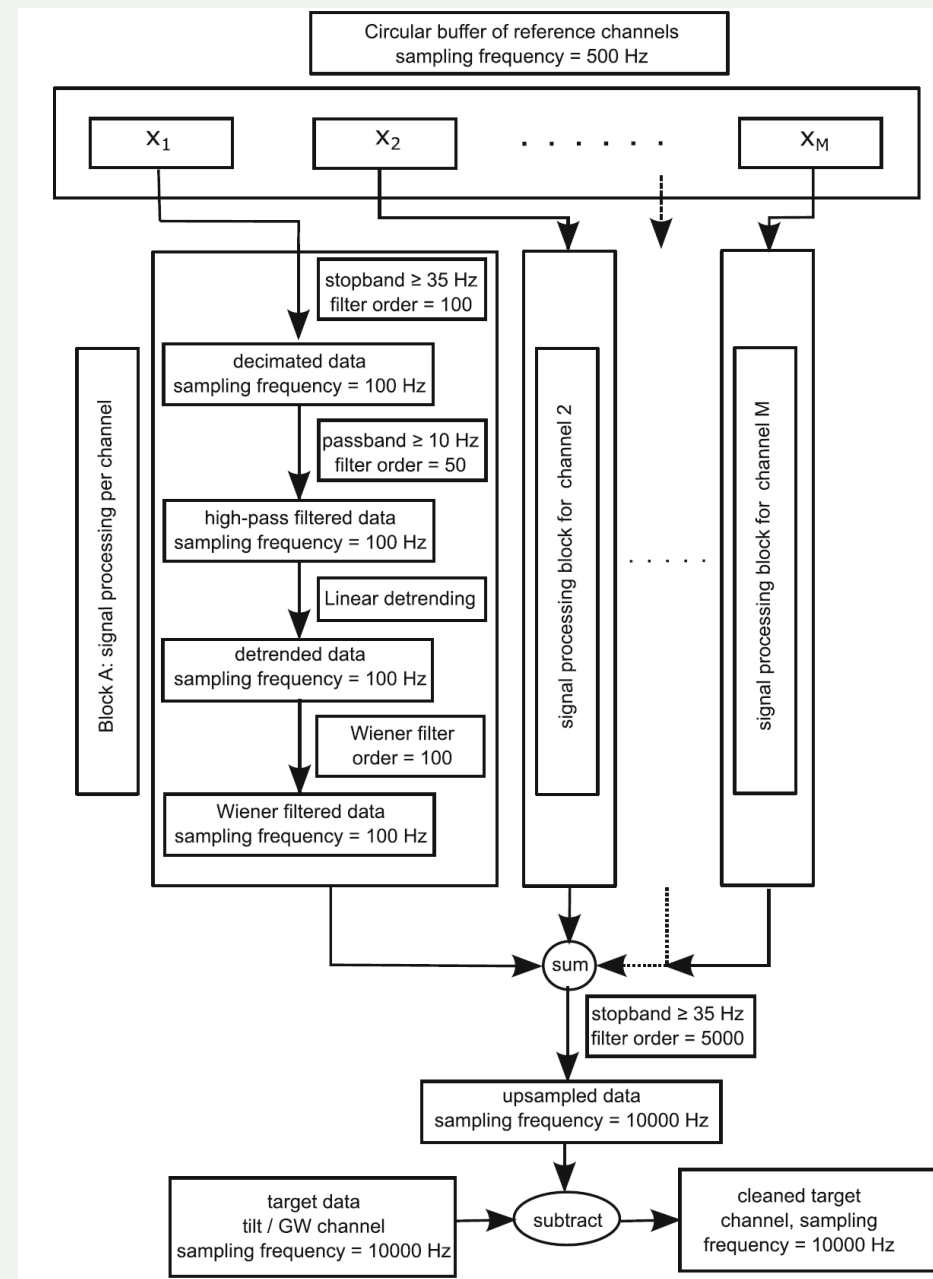 Circular buffer of reference channels
sampling frequency = 500 Hz
x₁
x₂
. . . . . .
x_M
stopband ≥ 35 Hz
filter order = 100
decimated data
sampling frequency = 100 Hz
passband ≥ 10 Hz
filter order = 50
high-pass filtered data
sampling frequency = 100 Hz
Linear detrending
detrended data
sampling frequency = 100 Hz
Wiener filter
order = 100
Wiener filtered data
sampling frequency = 100 Hz
Block A: signal processing per channel
signal processing block for channel 2
. . . . .
signal processing block for channel M
sum
stopband ≥ 35 Hz
filter order = 5000
upsampled data
sampling frequency = 10000 Hz
target data
tilt / GW channel
sampling frequency = 10000 Hz
subtract
cleaned target
channel, sampling
frequency = 10000 Hz